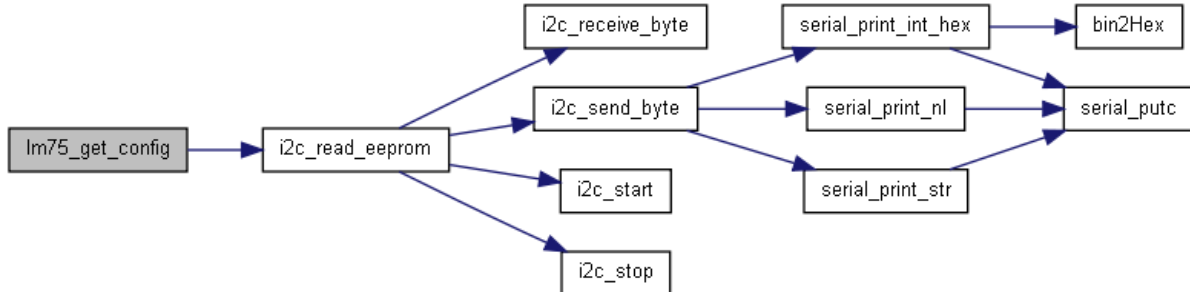 lm75_get_config
i2c_read_eeprom
i2c_receive_byte
i2c_send_byte
i2c_start
i2c_stop
serial_print_int_hex
serial_print_nl
serial_print_str
bin2Hex
serial_putc